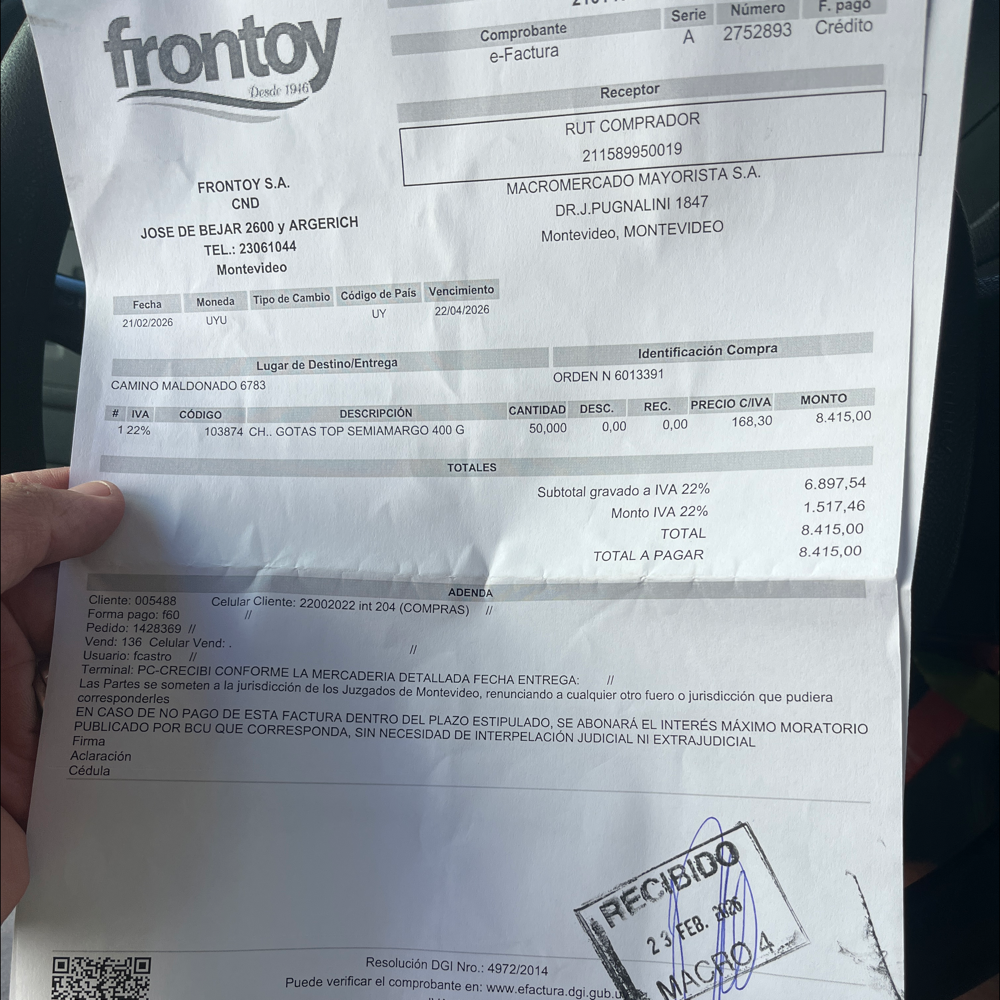 frontoy
Desde 1946
Comprobante Serie Número F. pago
e-Factura A 2752893 Crédito
Receptor
RUT COMPRADOR
211589950019
MACROMERCADO MAYORISTA S.A.
DR.J.PUGNALINI 1847
Montevideo, MONTEVIDEO
FRONTOY S.A.
CND
JOSE DE BEJAR 2600 y ARGERICH
TEL.: 23061044
Montevideo
Fecha Moneda Tipo de Cambio Código de País Vencimiento
21/02/2026 UYU UY 22/04/2026
Lugar de Destino/Entrega Identificación Compra
CAMINO MALDONADO 6783 ORDEN N 6013391
# IVA CÓDIGO DESCRIPCIÓN CANTIDAD DESC. REC. PRECIO C/IVA MONTO
1 22% 103874 CH.. GOTAS TOP SEMIAMARGO 400 G 50,000 0,00 0,00 168,30 8.415,00
TOTALES
Subtotal gravado a IVA 22% 6.897,54
Monto IVA 22% 1.517,46
TOTAL 8.415,00
TOTAL A PAGAR 8.415,00
ADENDA
Cliente: 005488 Celular Cliente: 22002022 int 204 (COMPRAS) //
Forma pago: f60 //
Pedido: 1428369 //
Vend: 136 Celular Vend: . //
Usuario: fcastro //
Terminal: PC-CRECIBI CONFORME LA MERCADERIA DETALLADA FECHA ENTREGA: //
Las Partes se someten a la jurisdicción de los Juzgados de Montevideo, renunciando a cualquier otro fuero o jurisdicción que pudiera
corresponderles
EN CASO DE NO PAGO DE ESTA FACTURA DENTRO DEL PLAZO ESTIPULADO, SE ABONARÁ EL INTERÉS MÁXIMO MORATORIO
PUBLICADO POR BCU QUE CORRESPONDA, SIN NECESIDAD DE INTERPELACIÓN JUDICIAL NI EXTRAJUDICIAL
Firma
Aclaración
Cédula
RECIBIDO
23 FEB. 2026
MACRO 4
Resolución DGI Nro.: 4972/2014
Puede verificar el comprobante en: www.efactura.dgi.gub.u